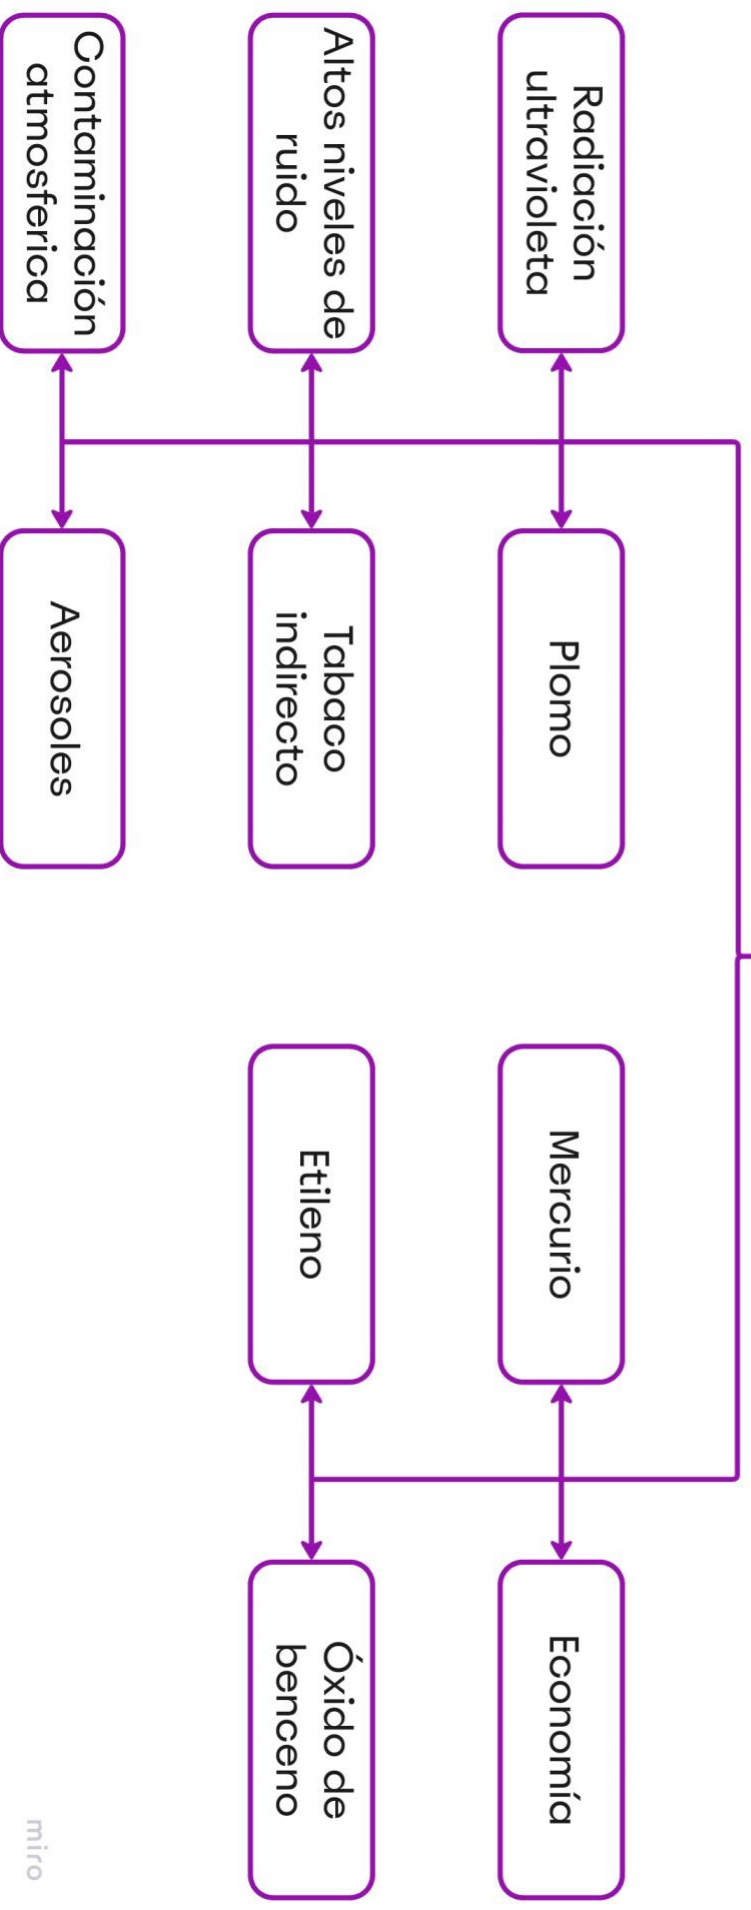 Radiación
ultravioleta
Plomo
Mercurio
Economía
Altos niveles de
ruido
Tabaco
indirecto
Etileno
Óxido de
benceno
Contaminación
atmosferica
Aerosoles
miro